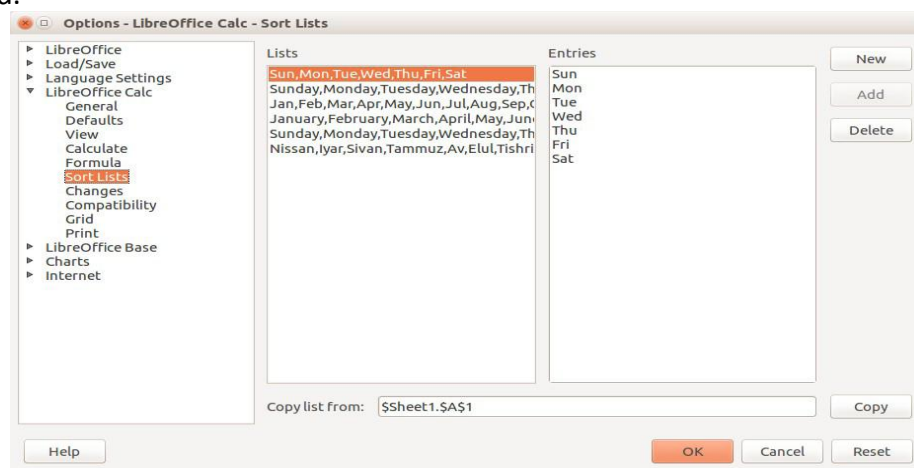 Options - LibreOffice Calc - Sort Lists
LibreOffice
Load/Save
Language Settings
LibreOffice Calc
General
Defaults
View
Calculate
Formula
Sort Lists
Changes
Compatibility
Grid
Print
LibreOffice Base
Charts
Internet
Lists
Sun,Mon,Tue,Wed,Thu,Fri,Sat
Sunday,Monday,Tuesday,Wednesday,Th
Jan,Feb,Mar,Apr,May,Jun,Jul,Aug,Sep,
January,February,March,April,May,Jun
Sunday,Monday,Tuesday,Wednesday,Th
Nissan,Iyar,Sivan,Tammuz,Av,Elul,Tishri
Entries
Sun
Mon
Tue
Wed
Thu
Fri
Sat
New
Add
Delete
Copy list from: $Sheet1.$A$1
Copy
Help
OK
Cancel
Reset